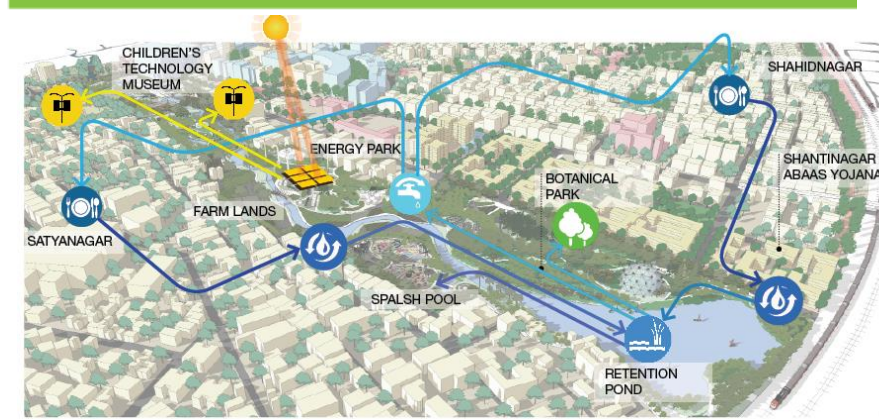 CHILDREN'S
TECHNOLOGY
MUSEUM
SHAHIDNAGAR
ENERGY PARK
BOTANICAL
PARK
SHANTINAGAR
ABAAS YOJANA
FARM LANDS
SATYANAGAR
SPALSH POOL
RETENTION
POND